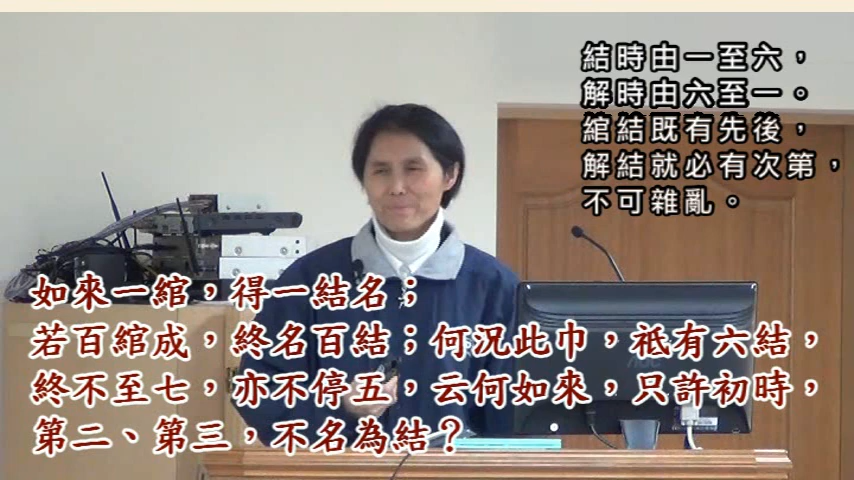 結時由一至六，
解時由六至一。
綰結既有先後，
解結就必有次第，
不可雜亂。
如來一綰，得一結名；
若百綰成，終名百結；何況此巾，祇有六結，
終不至七，亦不停五，云何如來，只許初時，
第二、第三，不名為結？
AOC